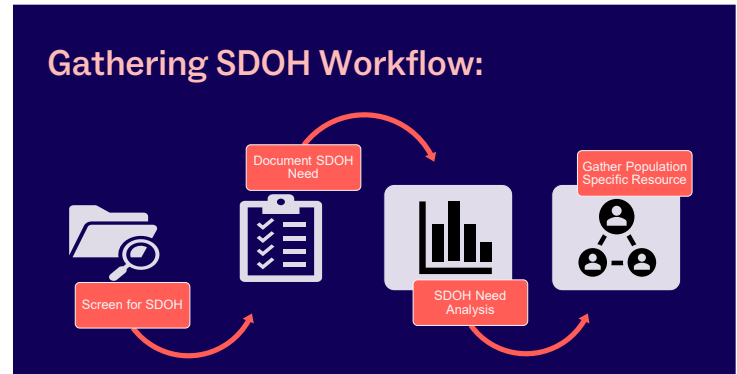 Gathering SDOH Workflow:
Document SDOH
Need
Gather Population
Specific Resource
Screen for SDOH
SDOH Need
Analysis